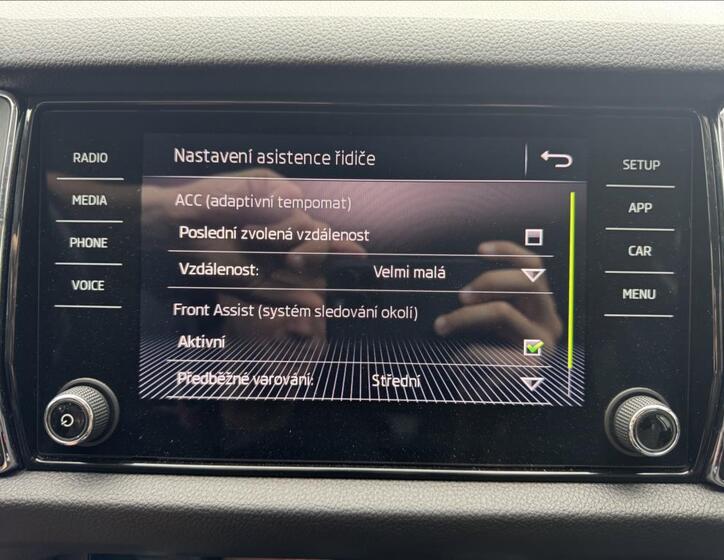 RADIO
MEDIA
PHONE
VOICE
Nastavení asistence řidiče
ACC (adaptivní tempomat)
Poslední zvolená vzdálenost
Vzdálenost: Velmi malá
Front Assist (systém sledování okolí)
Aktivní
Předběžné varování: Střední
SETUP
APP
CAR
MENU